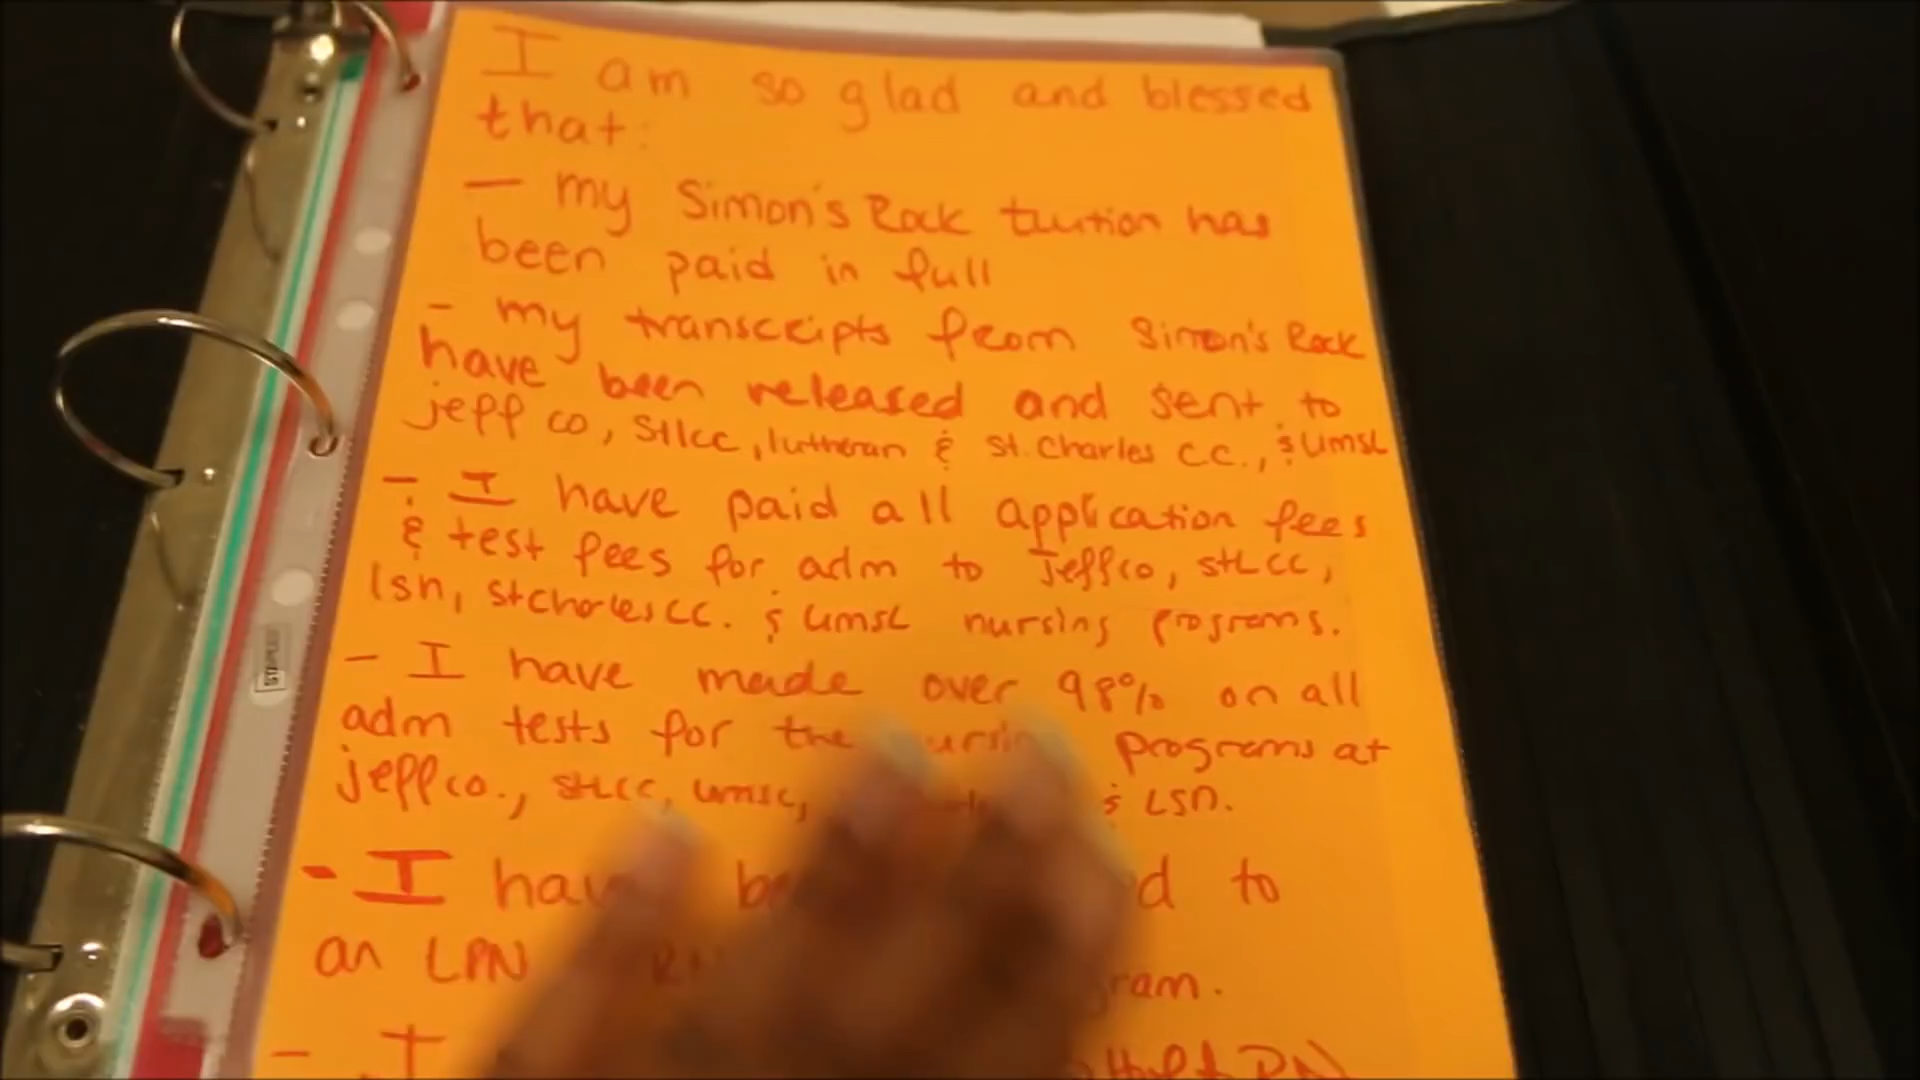 I am so glad and blessed
that:
— my Simon's Rock tuition has
been paid in full
- my transcripts from Simon's Rock
have been released and sent to
jeff co, stlcc, lutheran & St. Charles C.C., & UMSL
- I have paid all application fees
& test fees for adm to Jeffco, STLCC,
lsn, St Charles CC. & UMSL nursing programs.
- I have made over 98% on all
adm tests for the programs at
jeffco., STLCC, UMSL, & LSN.
- I have to
an LPN
- I